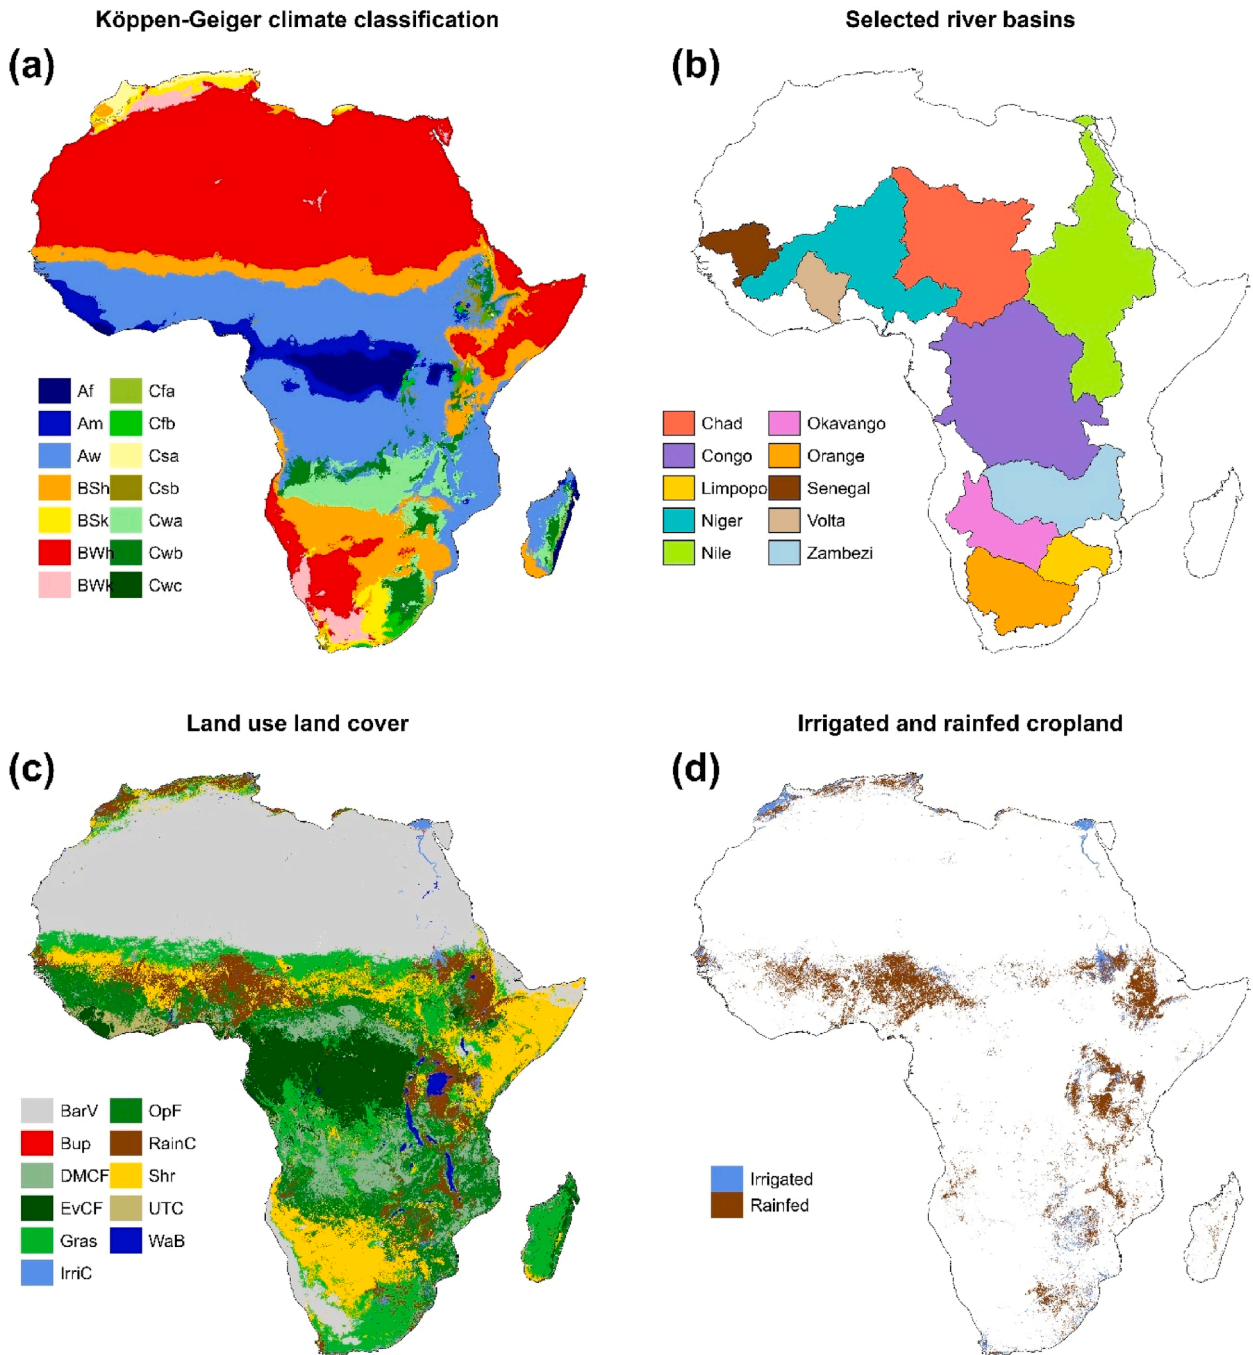 Köppen-Geiger climate classification
Selected river basins
(a)
(b)
Af Cfa
Am Cfb
Aw Csa
BSh Csb
BSk Cwa
BWh Cwb
BWk Cwc
Chad Okavango
Congo Orange
Limpopo Senegal
Niger Volta
Nile Zambezi
Land use land cover
Irrigated and rainfed cropland
(c)
(d)
BarV OpF
Bup RainC
DMCF Shr
EvCF UTC
Gras WaB
IrriC
Irrigated
Rainfed